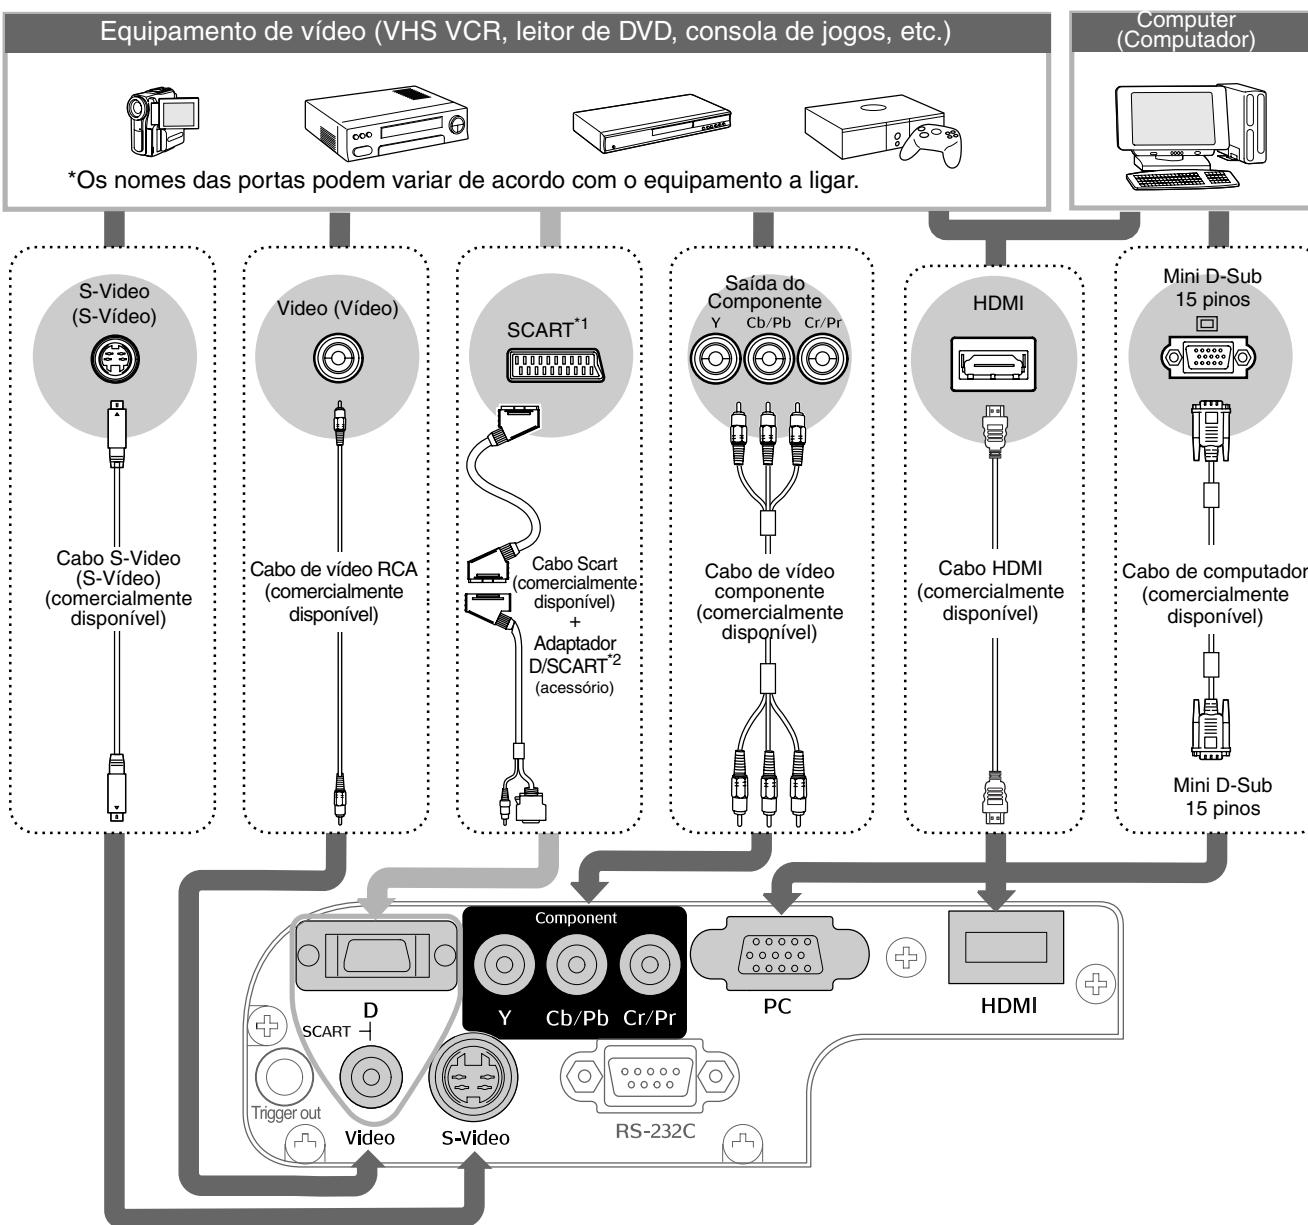 Equipamento de vídeo (VHS VCR, leitor de DVD, consola de jogos, etc.)
Computer
(Computador)
*Os nomes das portas podem variar de acordo com o equipamento a ligar.
S-Video
(S-Vídeo)
Video (Vídeo)
SCART*1
Saída do
Componente
Y Cb/Pb Cr/Pr
HDMI
Mini D-Sub
15 pinos
Cabo S-Video
(S-Vídeo)
(comercialmente
disponível)
Cabo de vídeo RCA
(comercialmente
disponível)
Cabo Scart
(comercialmente
disponível)
+
Adaptador
D/SCART*2
(acessório)
Cabo de vídeo
componente
(comercialmente
disponível)
Cabo HDMI
(comercialmente
disponível)
Cabo de computador
(comercialmente
disponível)
Mini D-Sub
15 pinos
Component
Y Cb/Pb Cr/Pr
D
SCART
PC
HDMI
Trigger out
Video
S-Video
RS-232C